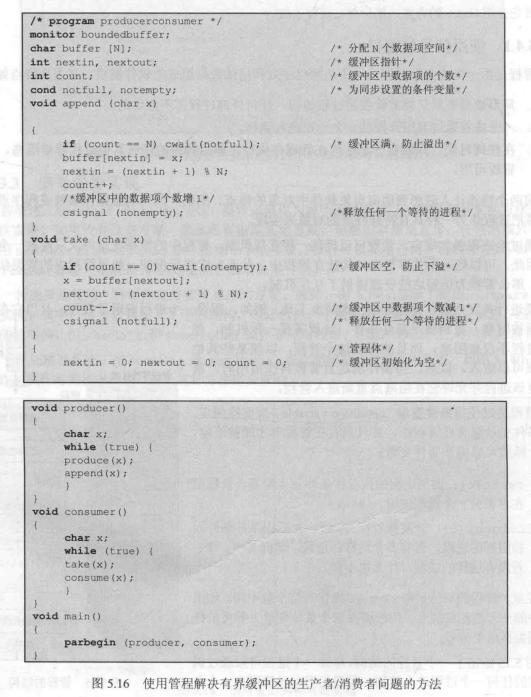 /* program producerconsumer */
monitor boundedbuffer;
char buffer [N]; /* 分配 N 个数据项空间*/
int nextin, nextout; /* 缓冲区指针*/
int count; /* 缓冲区中数据项的个数*/
cond notfull, notempty; /* 为同步设置的条件变量*/
void append (char x)
{
if (count == N) cwait(notfull); /* 缓冲区满，防止溢出*/
buffer[nextin] = x;
nextin = (nextin + 1) % N;
count++;
/*缓冲区中的数据项个数增 1*/
csignal (nonempty); /*释放任何一个等待的进程*/
}
void take (char x)
{
if (count == 0) cwait(notempty); /* 缓冲区空，防止下溢*/
x = buffer[nextout];
nextout = (nextout + 1) % N);
count--; /* 缓冲区中数据项个数减 1*/
csignal (notfull); /* 释放任何一个等待的进程*/
}
{ /* 管程体*/
nextin = 0; nextout = 0; count = 0; /* 缓冲区初始化为空*/
}
void producer()
{
char x;
while (true) {
produce(x);
append(x);
}
}
void consumer()
{
char x;
while (true) {
take(x);
consume(x);
}
}
void main()
{
parbegin (producer, consumer);
}
图 5.16 使用管程解决有界缓冲区的生产者/消费者问题的方法